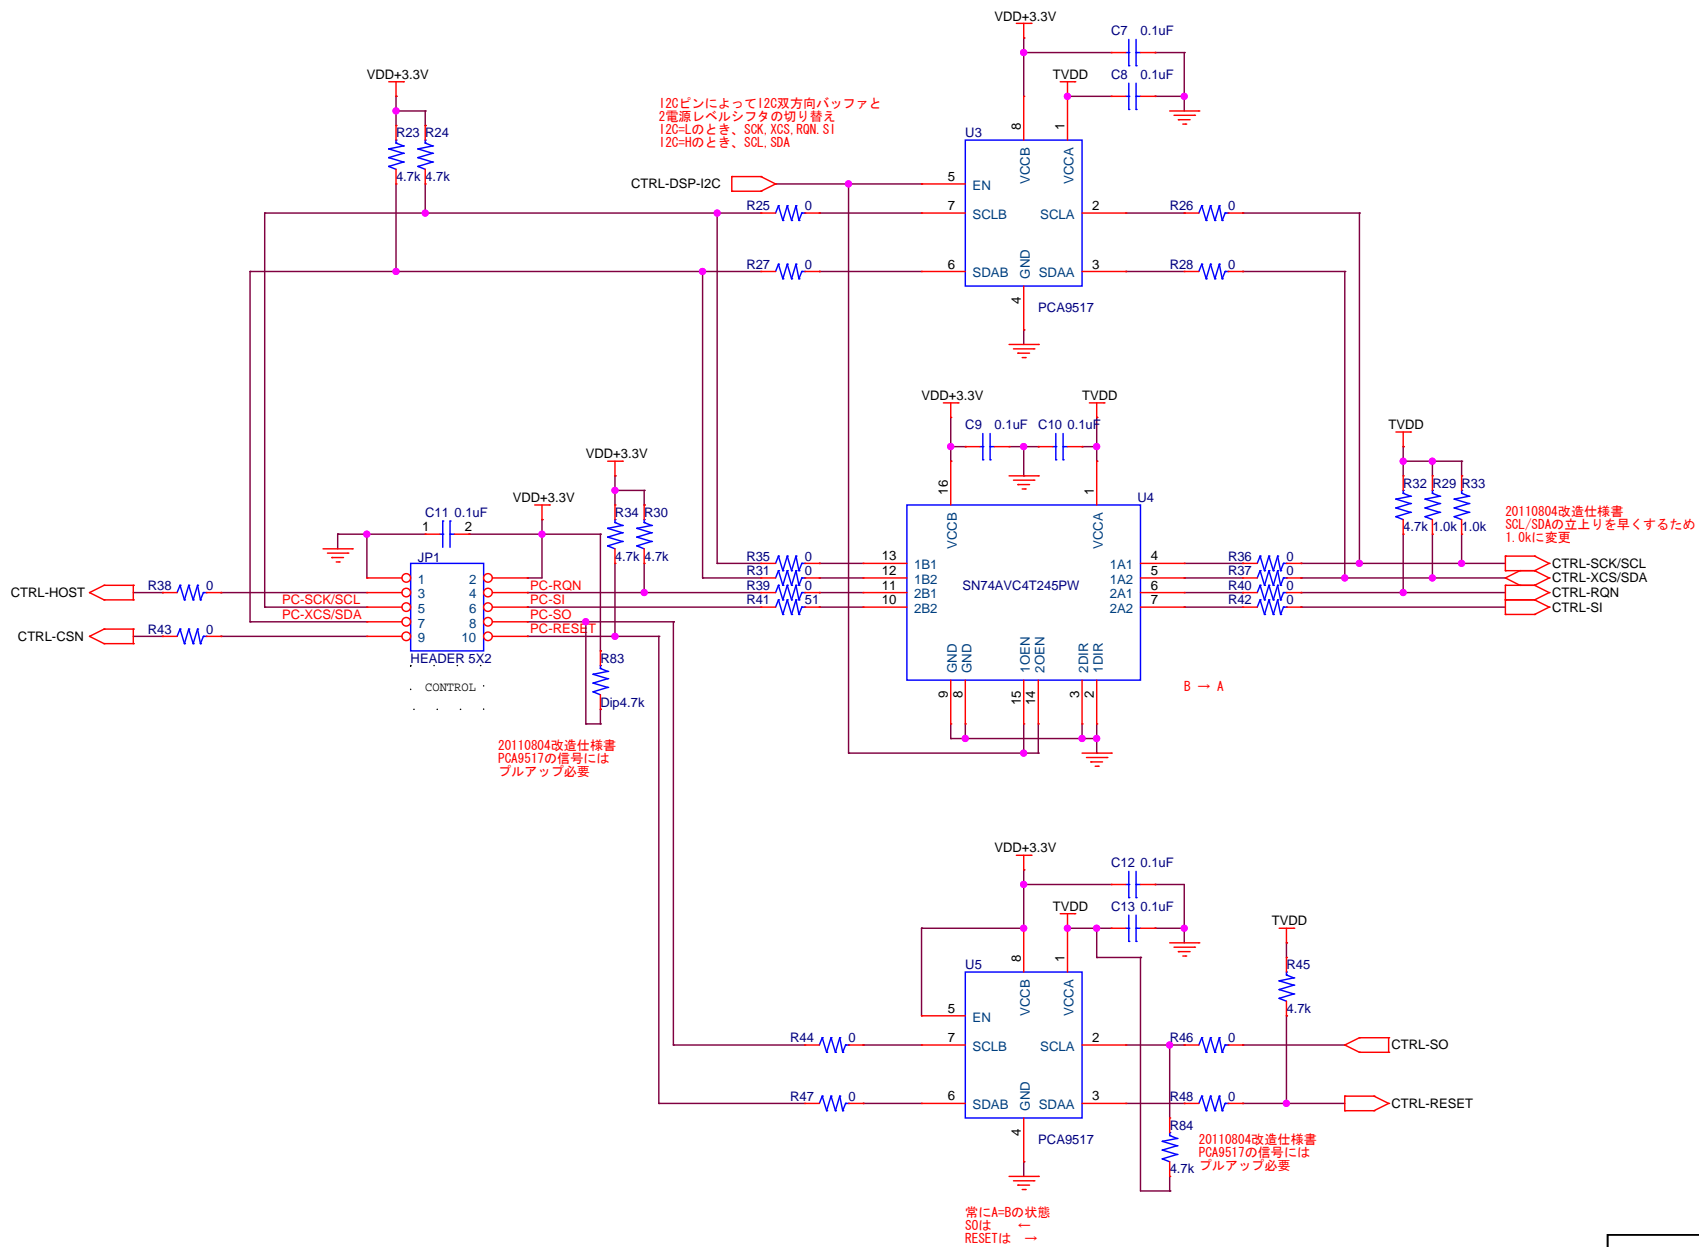 VDD+3.3V
C7 0.1uF
TVDD
C8 0.1uF
VDD+3.3V
R23 R24
4.7k 4.7k
I2Cピンによって I2C双方向バッファと
2電源レベルシフタの切り替え
I2C=Lのとき、SCK,XCS,RQN.SI
I2C=Hのとき、SCL,SDA
U3
8 1
VCCB VCCA
CTRL-DSP-I2C
5 EN
R25 0
7 SCLB SCLA 2
R26 0
R27 0
6 SDAB GND SDAA 3
R28 0
4
PCA9517
VDD+3.3V
TVDD
C9 0.1uF C10 0.1uF
16 1
U4
VCCB VCCA
TVDD
R32 R29 R33
4.7k 1.0k 1.0k
20110804改造仕様書
SCL/SDAの立上りを早くするため
1.0kに変更
VDD+3.3V
R34 R30
4.7k 4.7k
VDD+3.3V
C11 0.1uF
1 2
JP1
1 2
3 4
5 6
7 8
9 10
HEADER 5X2
CONTROL
CTRL-HOST
R38 0
PC-SCK/SCL
PC-XCS/SDA
CTRL-CSN
R43 0
PC-RQN
PC-SI
PC-SO
PC-RESET
R83
Dip4.7k
20110804改造仕様書
PCA9517の信号には
プルアップ必要
R35 0
R31 0
R39 0
R41 51
13 1B1
12 1B2
11 2B1
10 2B2
SN74AVC4T245PW
1A1 4
1A2 5
2A1 6
2A2 7
R36 0
R37 0
R40 0
R42 0
CTRL-SCK/SCL
CTRL-XCS/SDA
CTRL-RQN
CTRL-SI
GND GND 1OEN 2OEN 2DIR 1DIR
9 8 15 14 3 2
B → A
VDD+3.3V
C12 0.1uF
TVDD
C13 0.1uF
TVDD
R45
4.7k
U5
8 1
VCCB VCCA
5 EN
R44 0
7 SCLB SCLA 2
R46 0
CTRL-SO
R47 0
6 SDAB GND SDAA 3
R48 0
CTRL-RESET
4
PCA9517
R84
4.7k
20110804改造仕様書
PCA9517の信号には
プルアップ必要
常にA=Bの状態
SOは ←
RESETは →